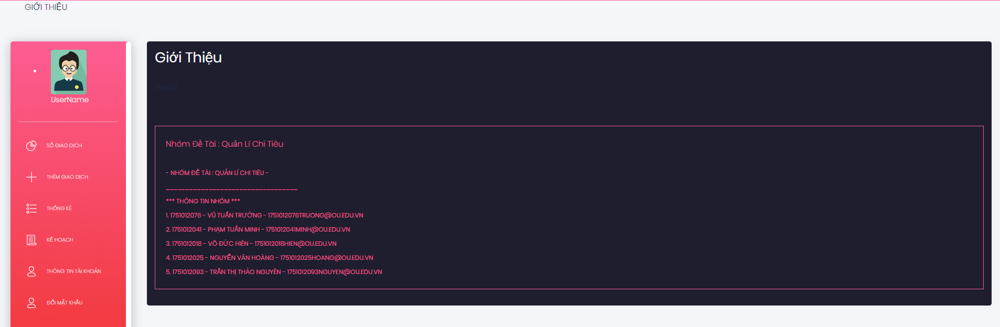 GIỚI THIỆU
UserName
SỔ GIAO DỊCH
THÊM GIAO DỊCH
THỐNG KÊ
KẾ HOẠCH
THÔNG TIN TÀI KHOẢN
ĐỔI MẬT KHẨU
Giới Thiệu
vscód
Nhóm Đề Tài : Quản Lí Chi Tiêu
- NHÓM ĐỀ TÀI : QUẢN LÍ CHI TIÊU -
-----------------------------------
*** THÔNG TIN NHÓM ***
1. 1751012076 - VŨ TUẤN TRƯỜNG - 1751012076TRUONG@OU.EDU.VN
2. 1751012041 - PHẠM TUẤN MINH - 1751012041MINH@OU.EDU.VN
3. 1751012018 - VÕ ĐỨC HIÊN - 1751012018HIEN@OU.EDU.VN
4. 1751012025 - NGUYỄN VĂN HOÀNG - 1751012025HOANG@OU.EDU.VN
5. 1751012093 - TRẦN THỊ THẢO NGUYÊN - 1751012093NGUYEN@OU.EDU.VN